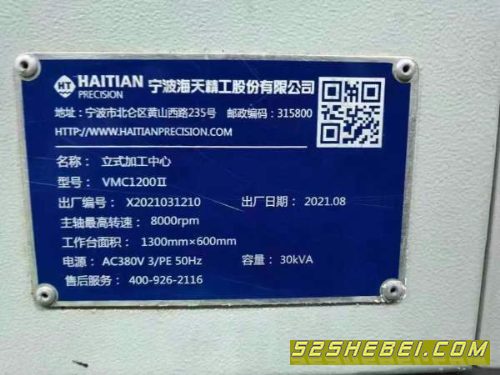 HT HAITIAN PRECISION 宁波海天精工股份有限公司
地址：宁波市北仑区黄山西路235号 邮政编码：315800
HTTP://WWW.HAITIANPRECISION.COM
名称： 立式加工中心
型号： VMC1200Ⅱ
出厂编号： X2021031210 出厂日期： 2021.08
主轴最高转速： 8000rpm
工作台面积： 1300mm×600mm
电源： AC380V 3/PE 50Hz 容量： 30kVA
售后服务： 400-926-2116
52SHEBEI.COM